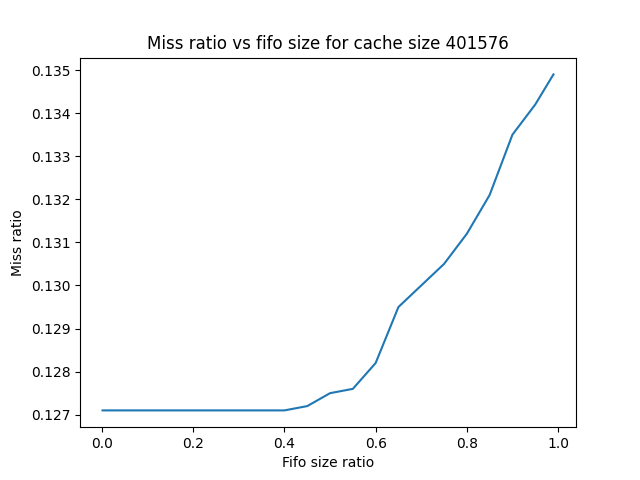 Miss ratio vs fifo size for cache size 401576
0.135
0.134
0.133
0.132
0.131
0.130
0.129
0.128
0.127
Miss ratio
0.0 0.2 0.4 0.6 0.8 1.0
Fifo size ratio